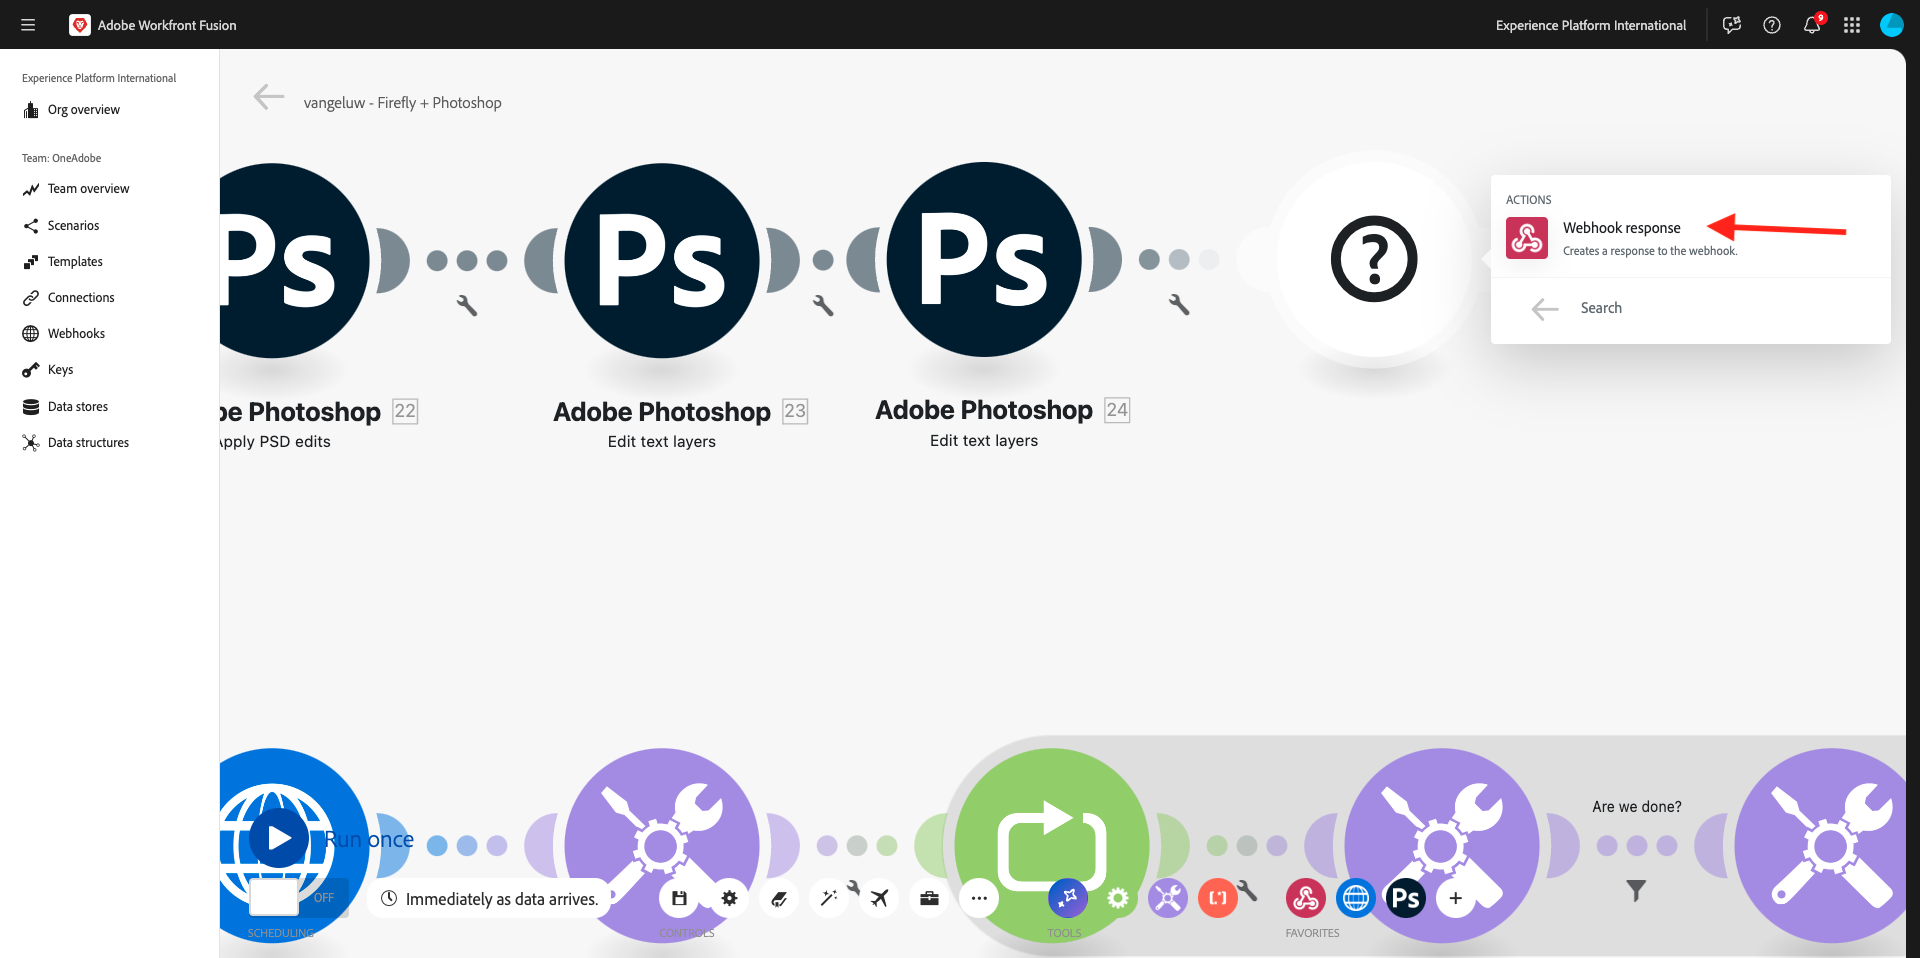 Adobe Workfront Fusion
Experience Platform International
9
Experience Platform International
Org overview
Team: OneAdobe
Team overview
Scenarios
Templates
Connections
Webhooks
Keys
Data stores
Data structures
vangeluw - Firefly + Photoshop
Ps
Ps
Ps
?
ACTIONS
Webhook response
Creates a response to the webhook.
Search
be Photoshop 22
Apply PSD edits
Adobe Photoshop 23
Edit text layers
Adobe Photoshop 24
Edit text layers
Are we done?
Run once
OFF
Immediately as data arrives.
Ps
SCHEDULING
CONTROLS
TOOLS
FAVORITES